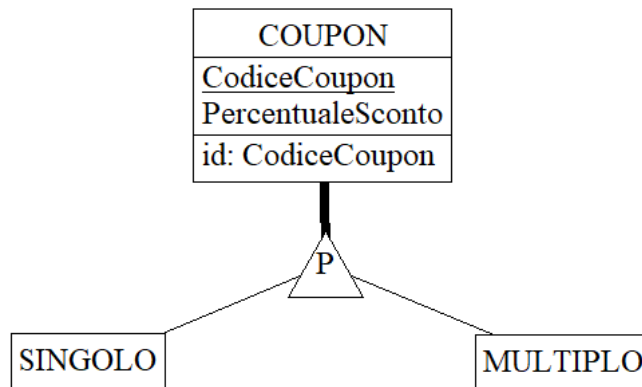 COUPON
CodiceCoupon
PercentualeSconto
id: CodiceCoupon
P
SINGOLO
MULTIPLO